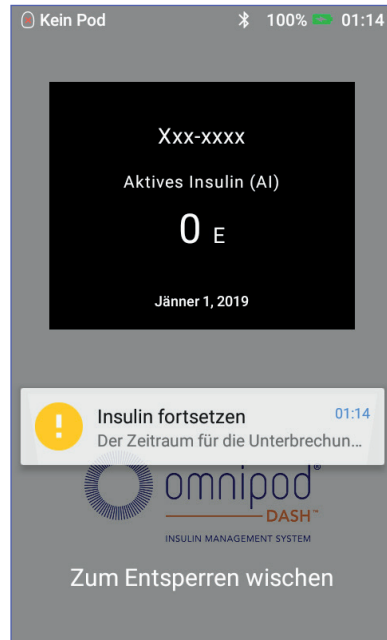 Kein Pod 100% 01:14
Xxx-xxxx
Aktives Insulin (AI)
0 E
Jänner 1, 2019
Insulin fortsetzen 01:14
Der Zeitraum für die Unterbrechun...
omnipod®
DASH™
INSULIN MANAGEMENT SYSTEM
Zum Entsperren wischen